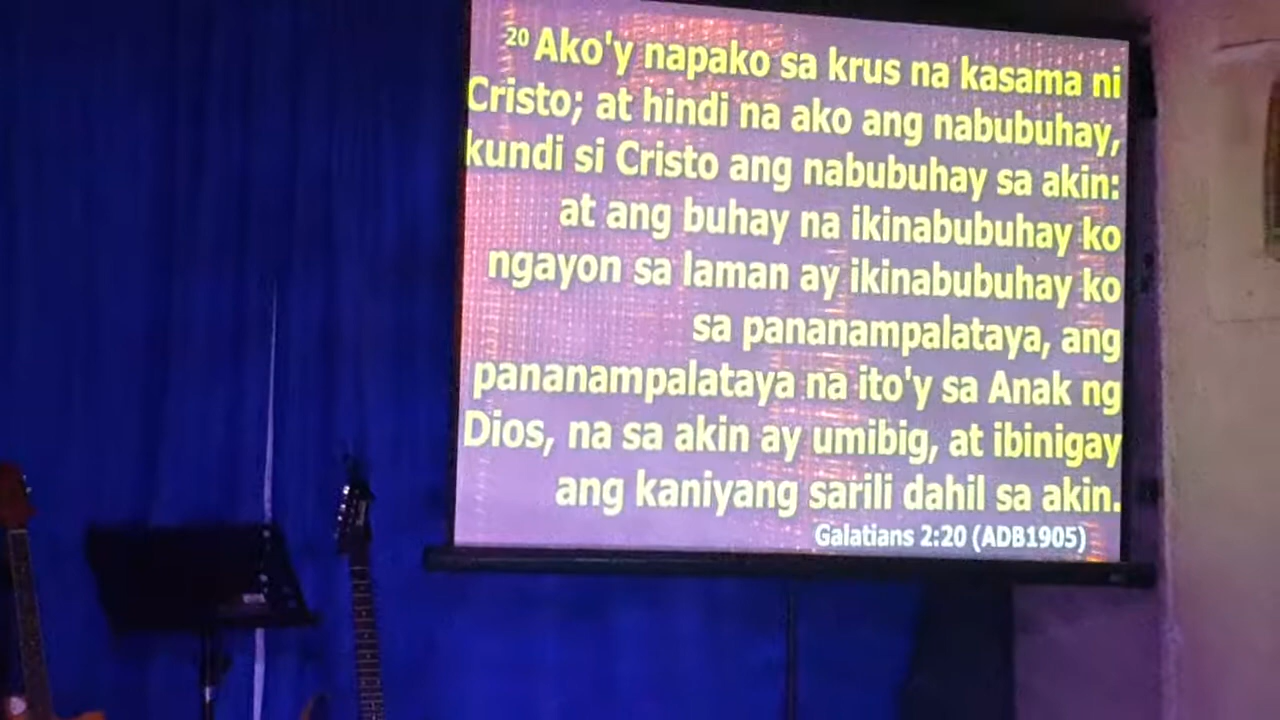 20 Ako'y napako sa krus na kasama ni
Cristo; at hindi na ako ang nabubuhay,
kundi si Cristo ang nabubuhay sa akin:
at ang buhay na ikinabubuhay ko
ngayon sa laman ay ikinabubuhay ko
sa pananampalataya, ang
pananampalataya na ito'y sa Anak ng
Dios, na sa akin ay umibig, at ibinigay
ang kaniyang sarili dahil sa akin.
Galatians 2:20 (ADB1905)